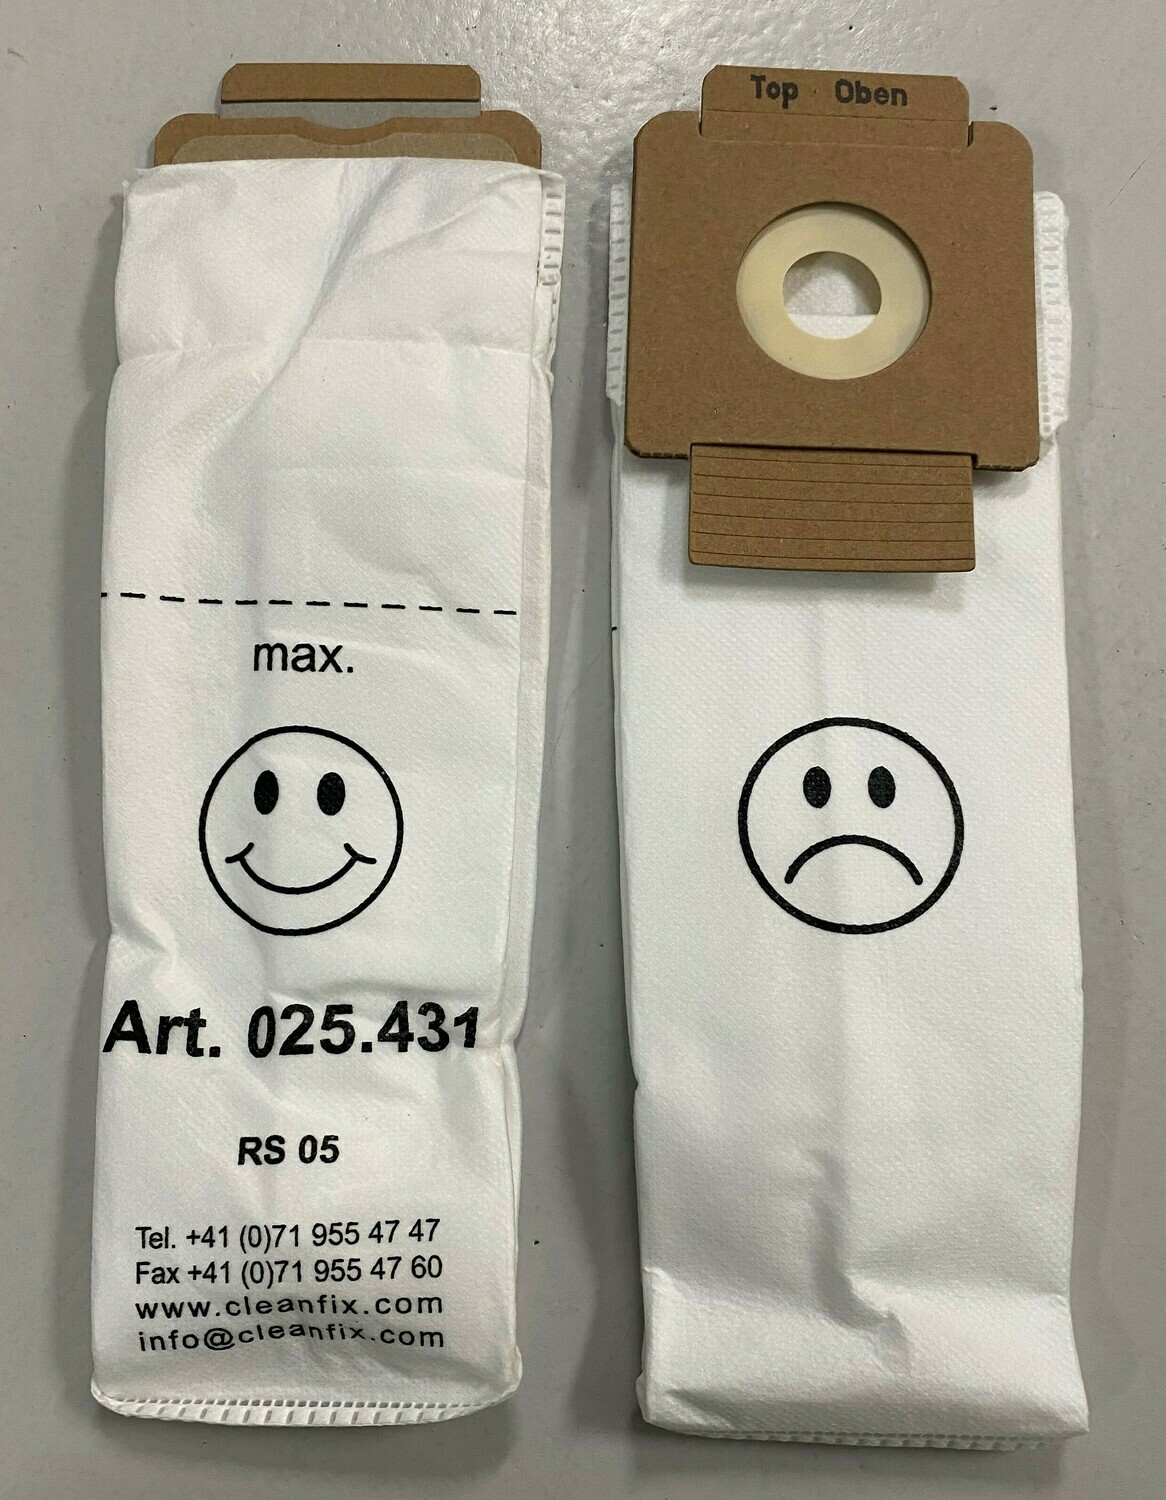 Top Oben
max.
Art. 025.431
RS 05
Tel. +41 (0)71 955 47 47
Fax +41 (0)71 955 47 60
www.cleanfix.com
info@cleanfix.com